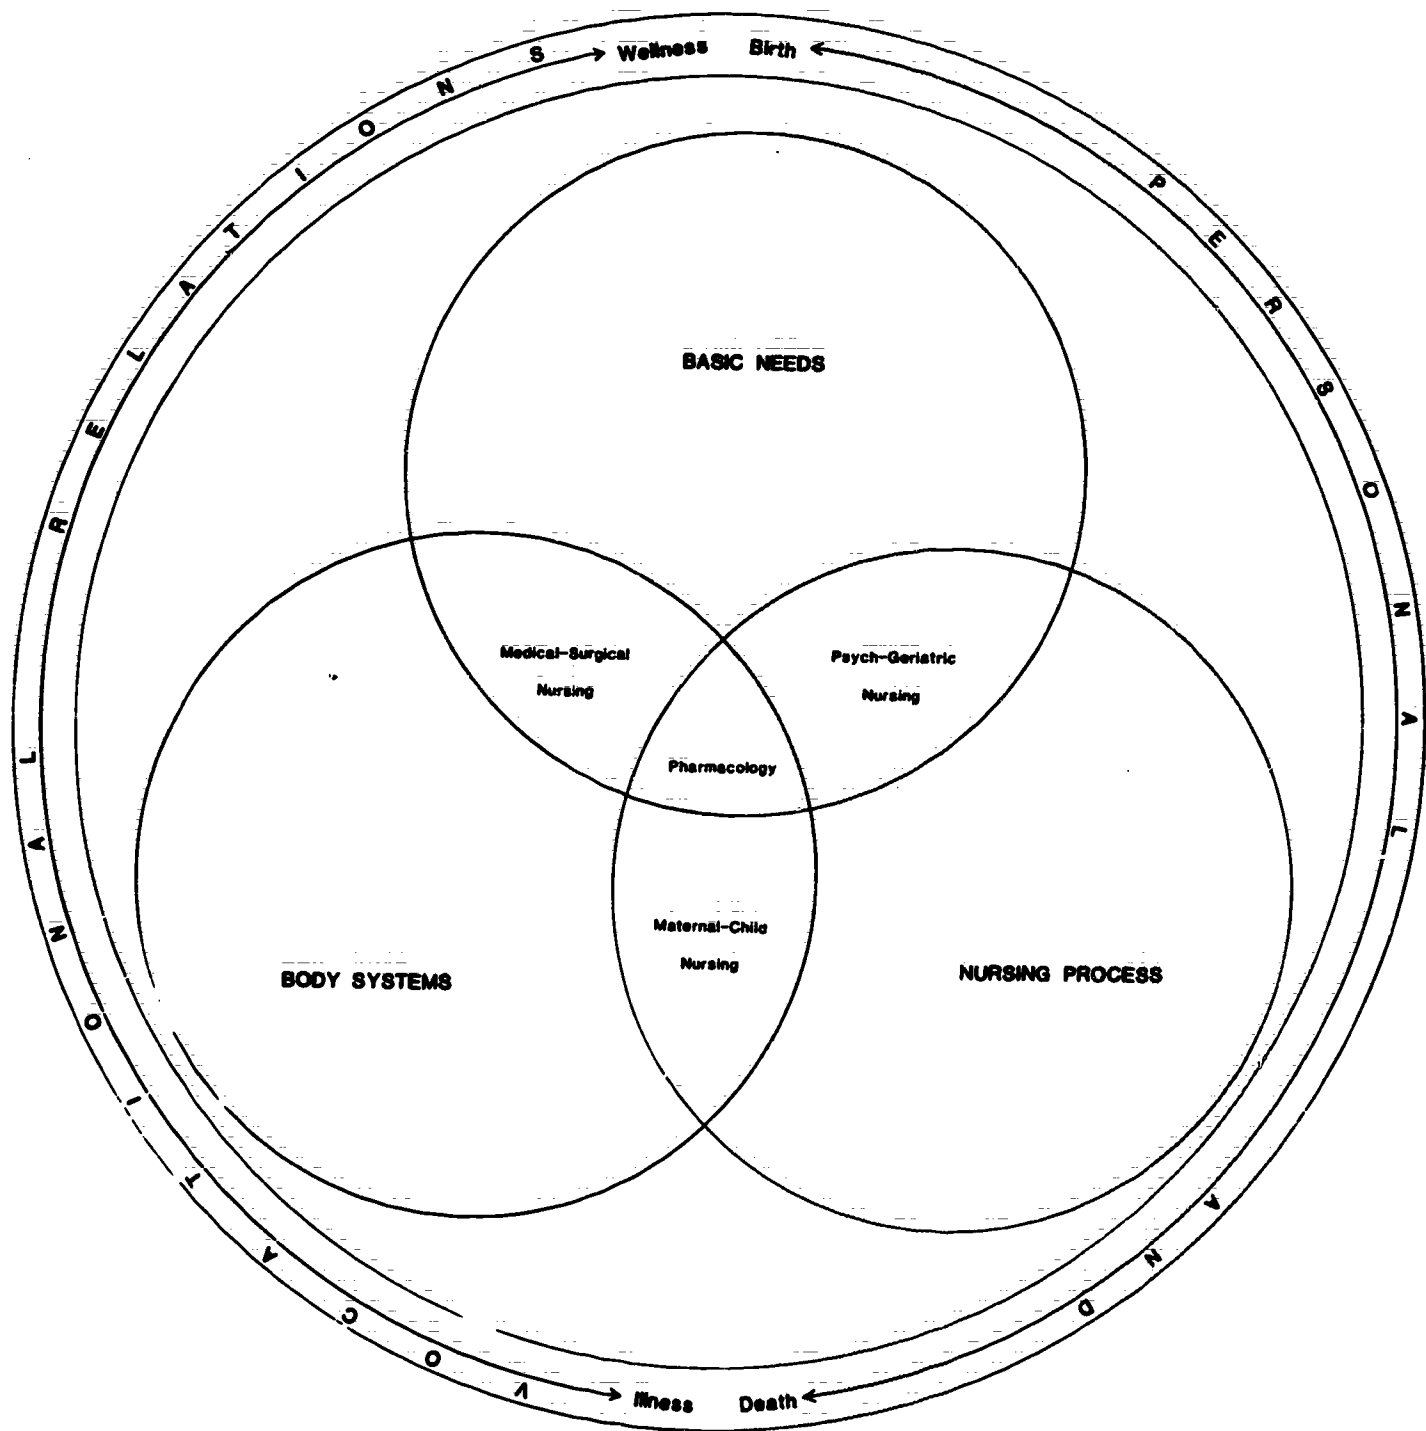 Wellness Birth
PERSONAL AND VOCATIONAL RELATIONS
BASIC NEEDS
Medical-Surgical
Nursing
Psych-Geriatric
Nursing
Pharmacology
Maternal-Child
Nursing
BODY SYSTEMS
NURSING PROCESS
Illness Death